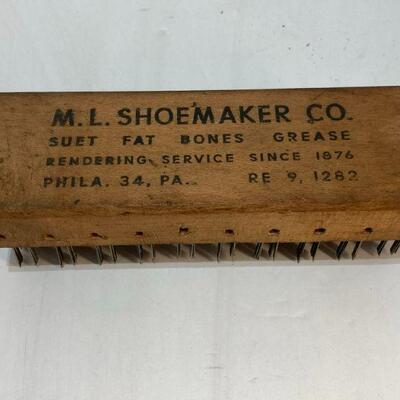 M. L. SHOEMAKER CO.
SUET FAT BONES GREASE
RENDERING SERVICE SINCE 1876
PHILA. 34, PA. RE 9, 1282